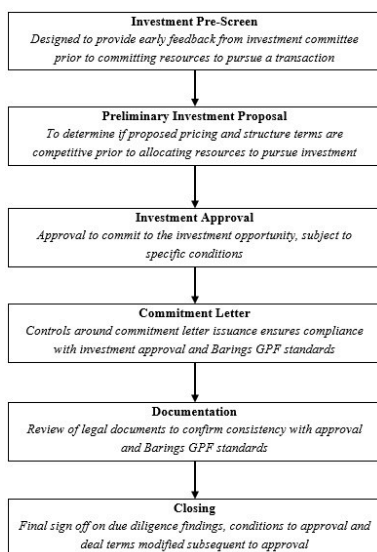 Investment Pre-Screen
Designed to provide early feedback from investment committee
prior to committing resources to pursue a transaction
Preliminary Investment Proposal
To determine if proposed pricing and structure terms are
competitive prior to allocating resources to pursue investment
Investment Approval
Approval to commit to the investment opportunity, subject to
specific conditions
Commitment Letter
Controls around commitment letter issuance ensures compliance
with investment approval and Barings GPF standards
Documentation
Review of legal documents to confirm consistency with approval
and Barings GPF standards
Closing
Final sign off on due diligence findings, conditions to approval and
deal terms modified subsequent to approval